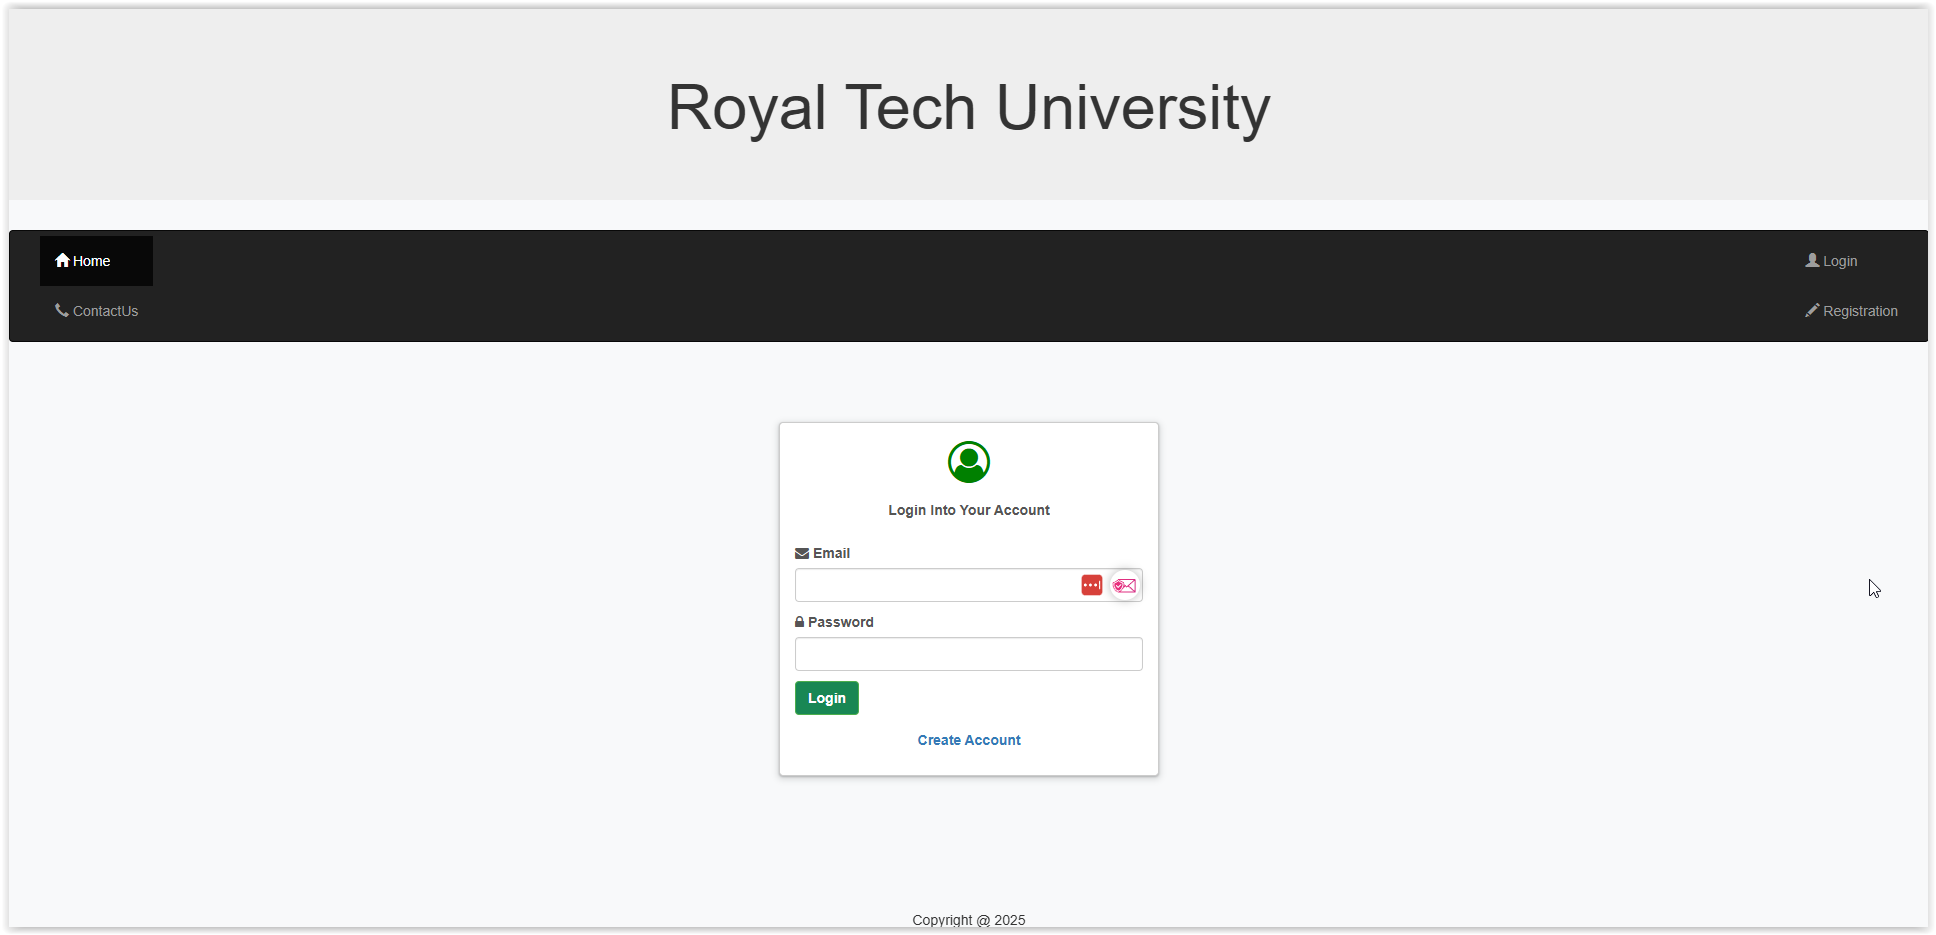 Royal Tech University
Home
Login
ContactUs
Registration
Login Into Your Account
Email
Password
Login
Create Account
Copyright @ 2025